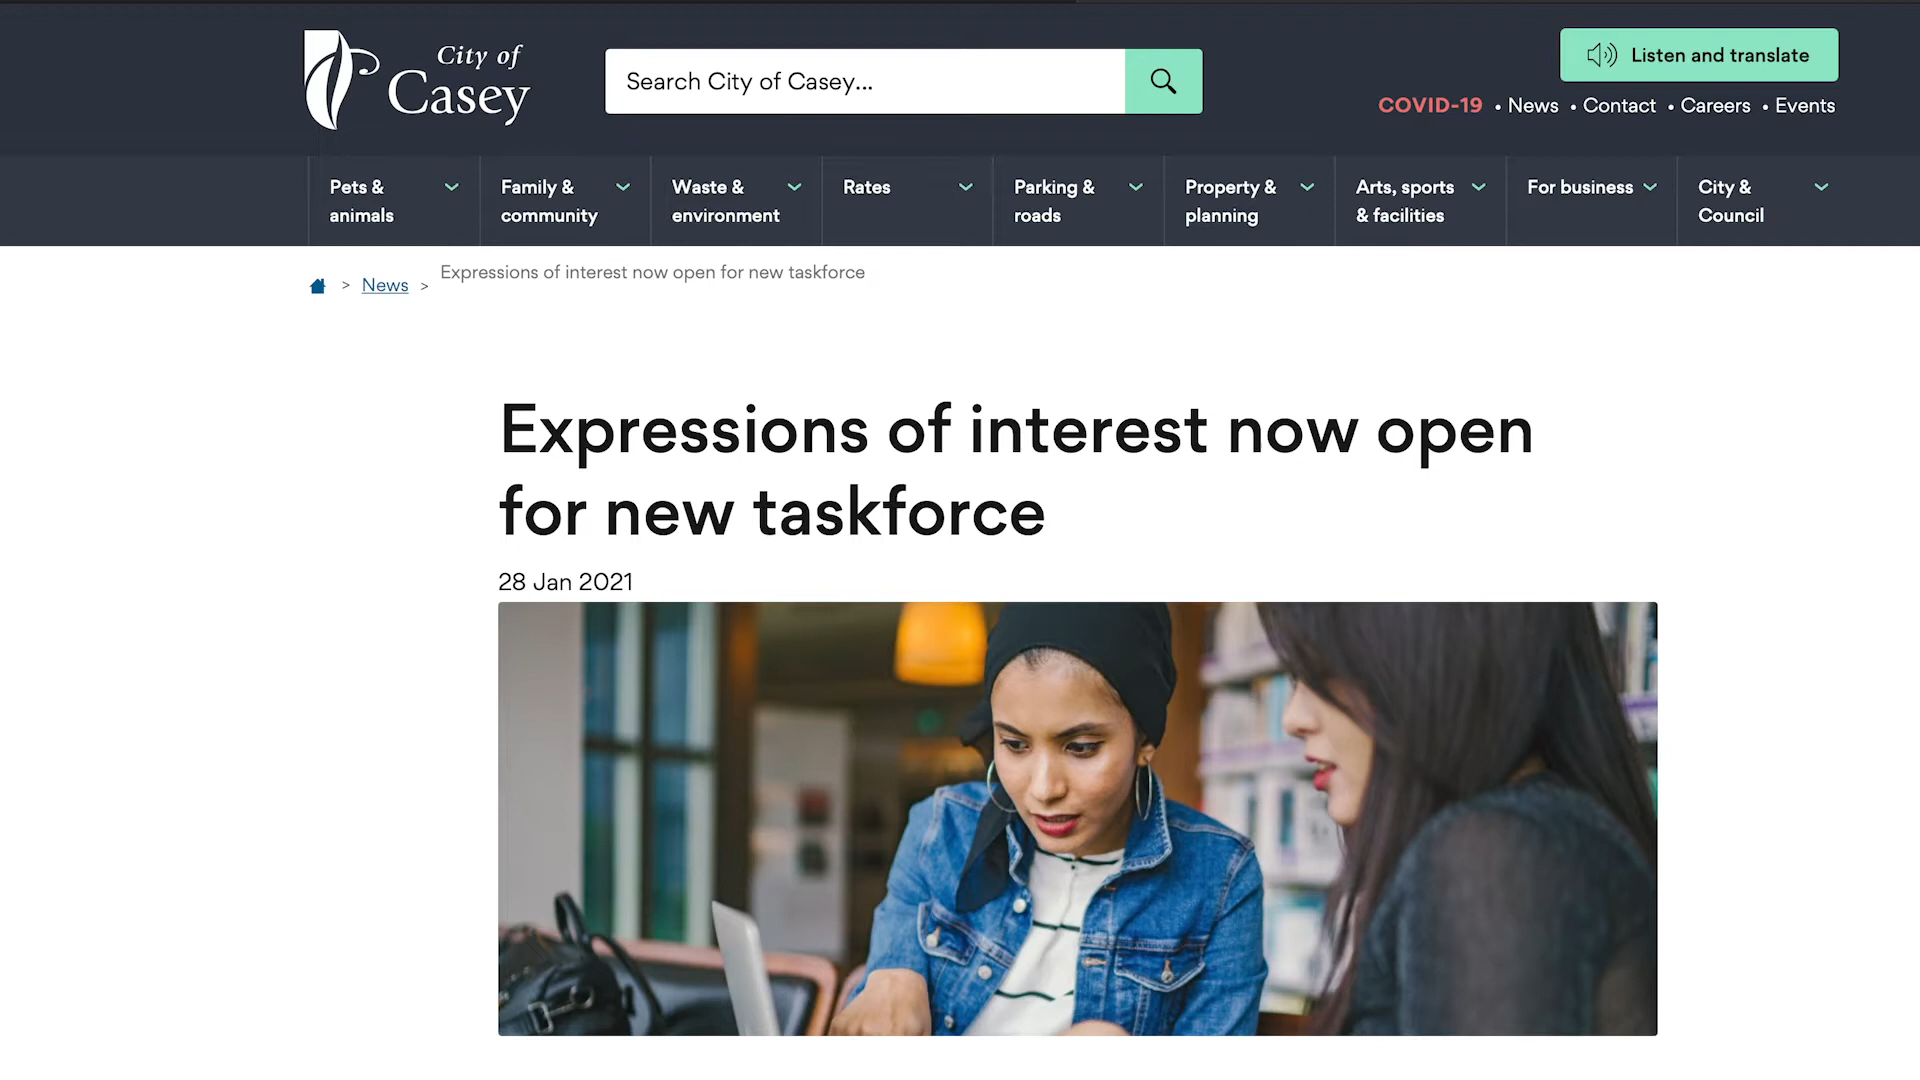 City of
Casey
Search City of Casey...
Listen and translate
COVID-19 • News • Contact • Careers • Events
Pets &
animals
Family &
community
Waste &
environment
Rates
Parking &
roads
Property &
planning
Arts, sports
& facilities
For business
City &
Council
> News > Expressions of interest now open for new taskforce
Expressions of interest now open
for new taskforce
28 Jan 2021